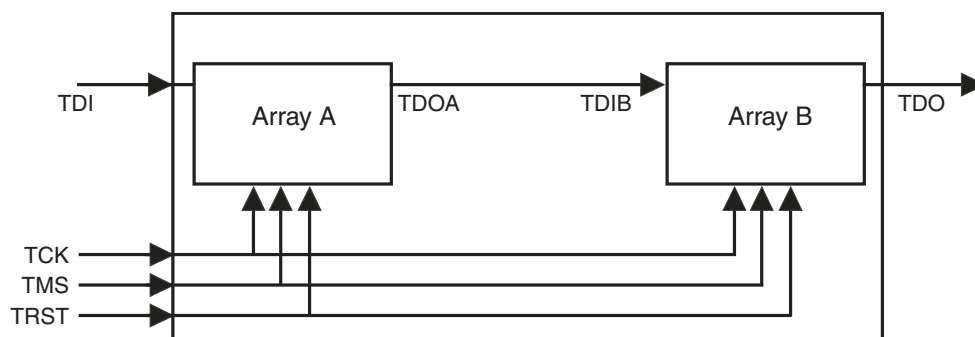 Array A
Array B
TDI
TDOA
TDIB
TDO
TCK
TMS
TRST